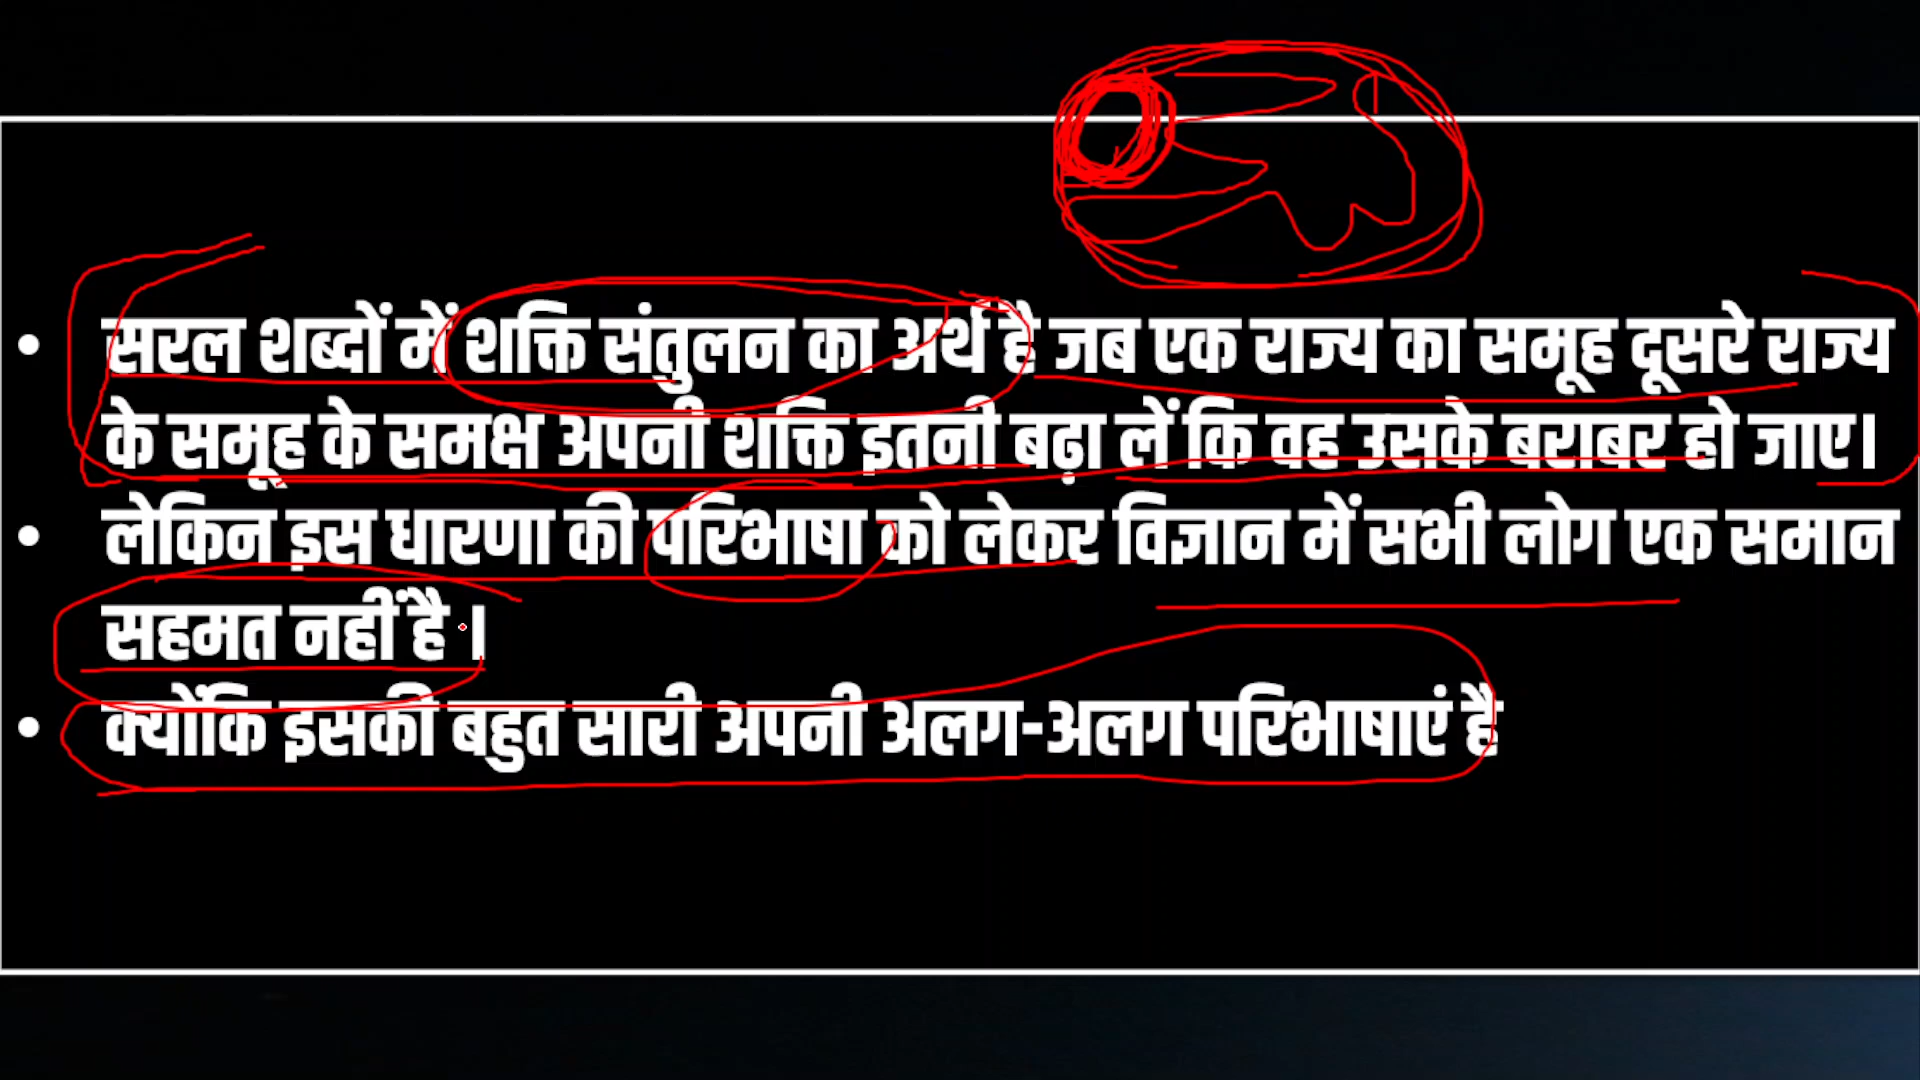 • सरल शब्दों में शक्ति संतुलन का अर्थ है जब एक राज्य का समूह दूसरे राज्य
के समूह के समक्ष अपनी शक्ति इतनी बढ़ा लें कि वह उसके बराबर हो जाए।
• लेकिन इस धारणा की परिभाषा को लेकर विज्ञान में सभी लोग एक समान
सहमत नहीं है ।
• क्योंकि इसकी बहुत सारी अपनी अलग-अलग परिभाषाएं है